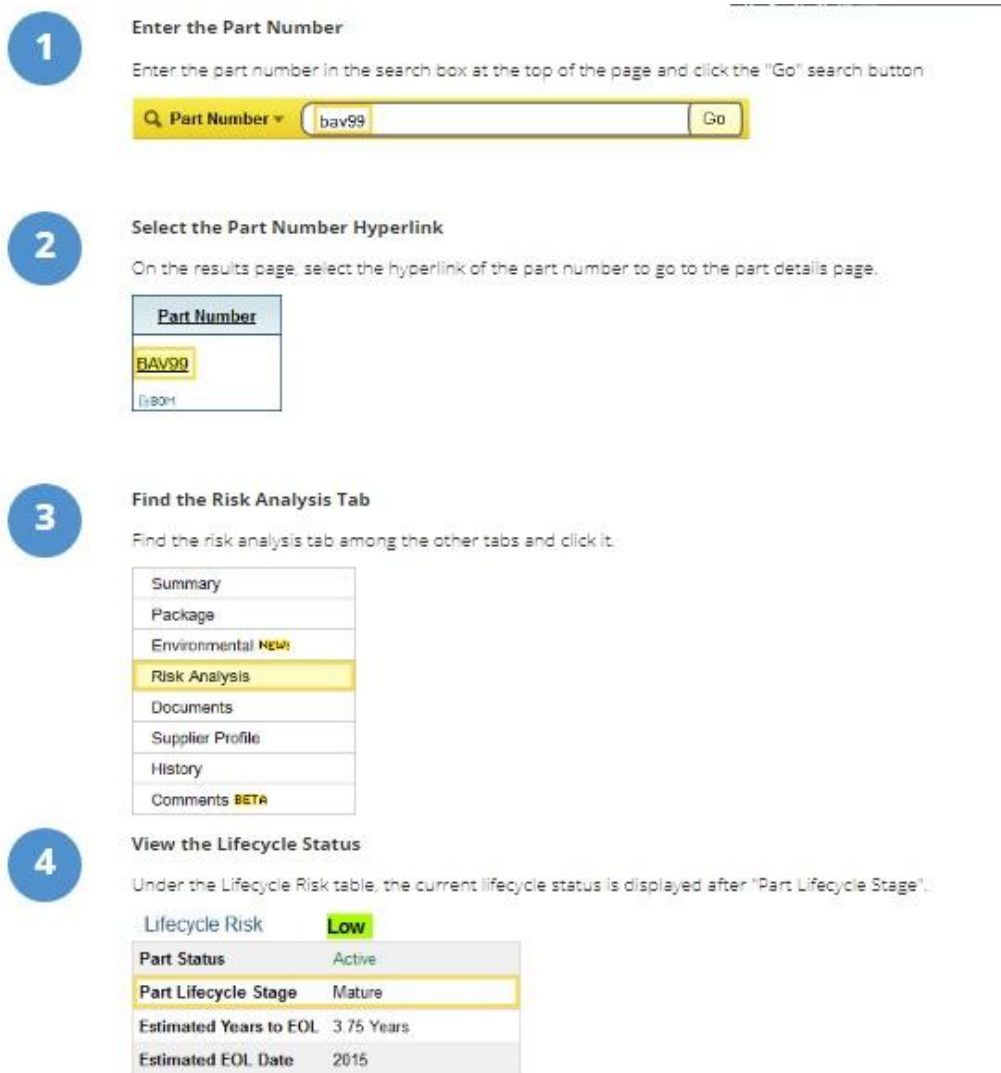 1
Enter the Part Number
Enter the part number in the search box at the top of the page and click the "Go" search button
Part Number
bav99
Go
2
Select the Part Number Hyperlink
On the results page, select the hyperlink of the part number to go to the part details page.
Part Number
BAV99
BOM
3
Find the Risk Analysis Tab
Find the risk analysis tab among the other tabs and click it.
Summary
Package
Environmental NEW!
Risk Analysis
Documents
Supplier Profile
History
Comments BETA
4
View the Lifecycle Status
Under the Lifecycle Risk table, the current lifecycle status is displayed after "Part Lifecycle Stage".
Lifecycle Risk Low
Part Status Active
Part Lifecycle Stage Mature
Estimated Years to EOL 3.75 Years
Estimated EOL Date 2015